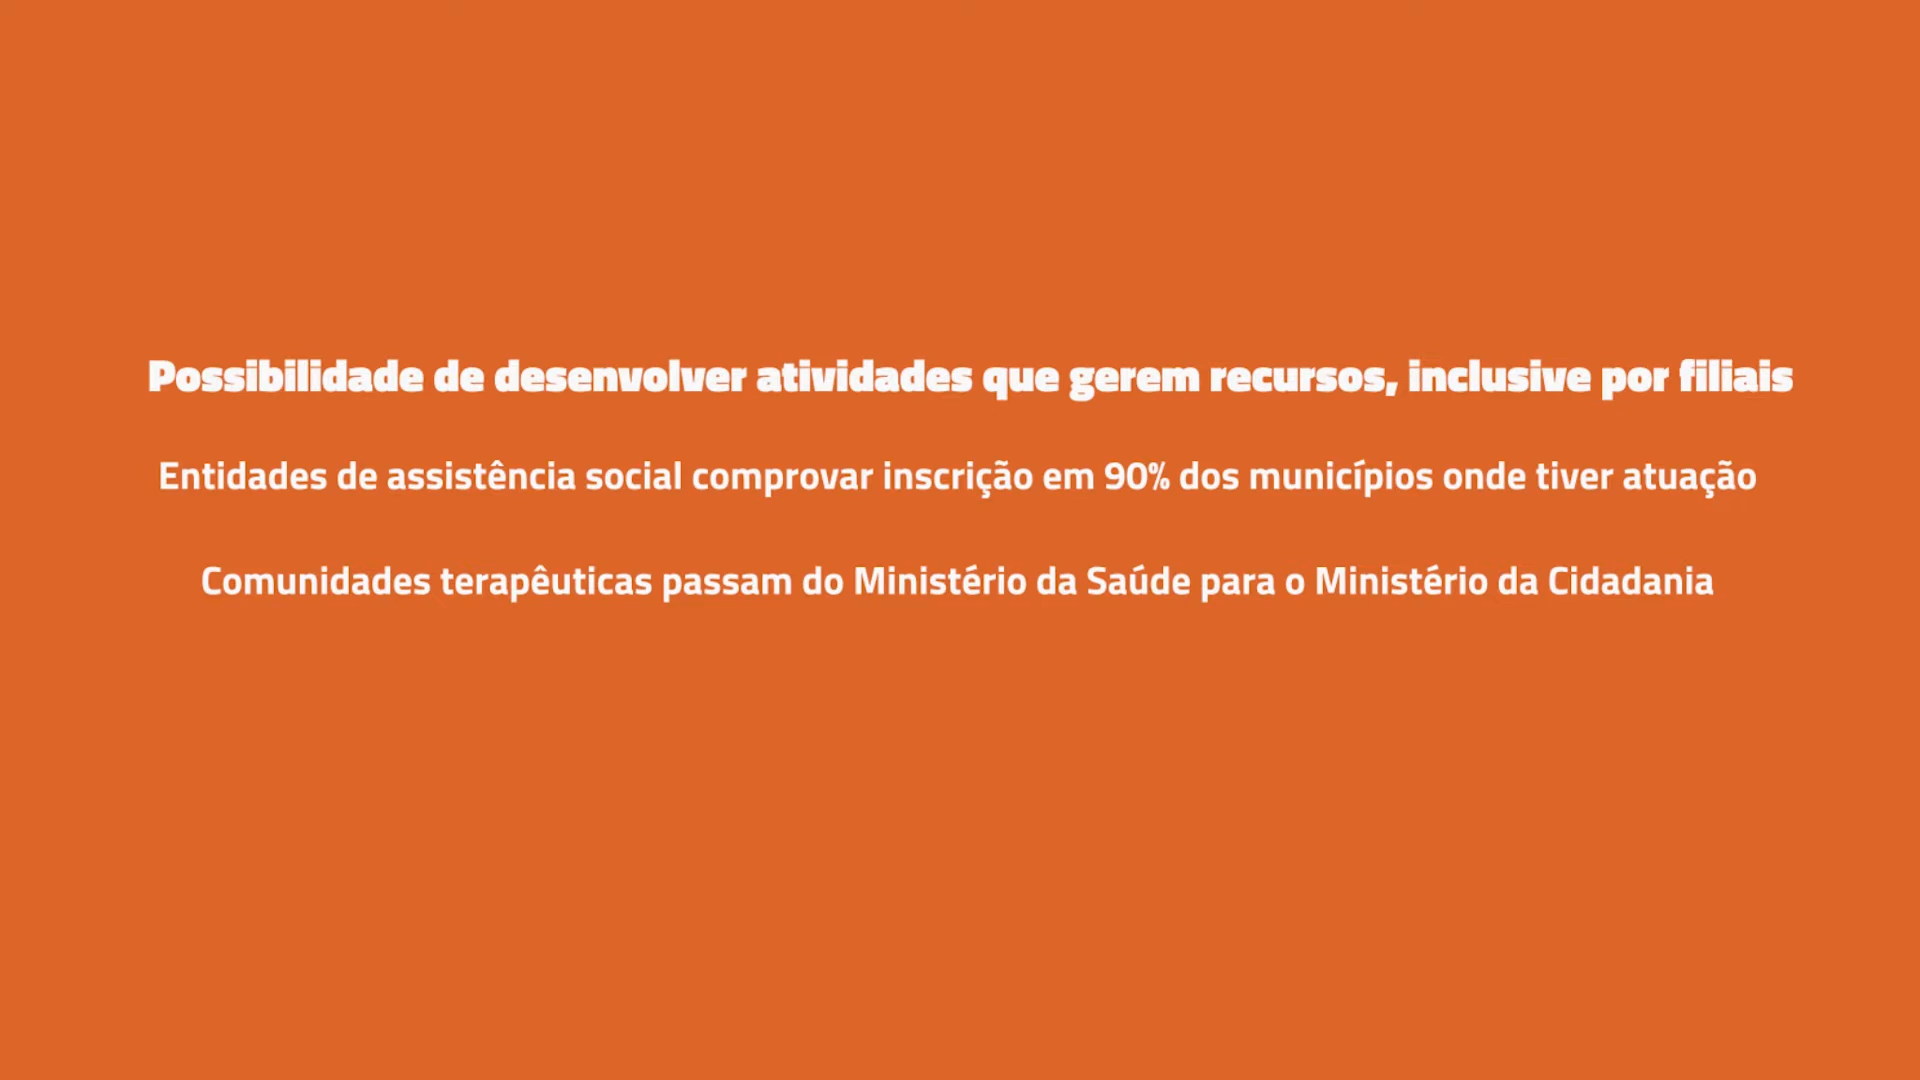 Possibilidade de desenvolver atividades que gerem recursos, inclusive por filiais
Entidades de assistência social comprovar inscrição em 90% dos municípios onde tiver atuação
Comunidades terapêuticas passam do Ministério da Saúde para o Ministério da Cidadania